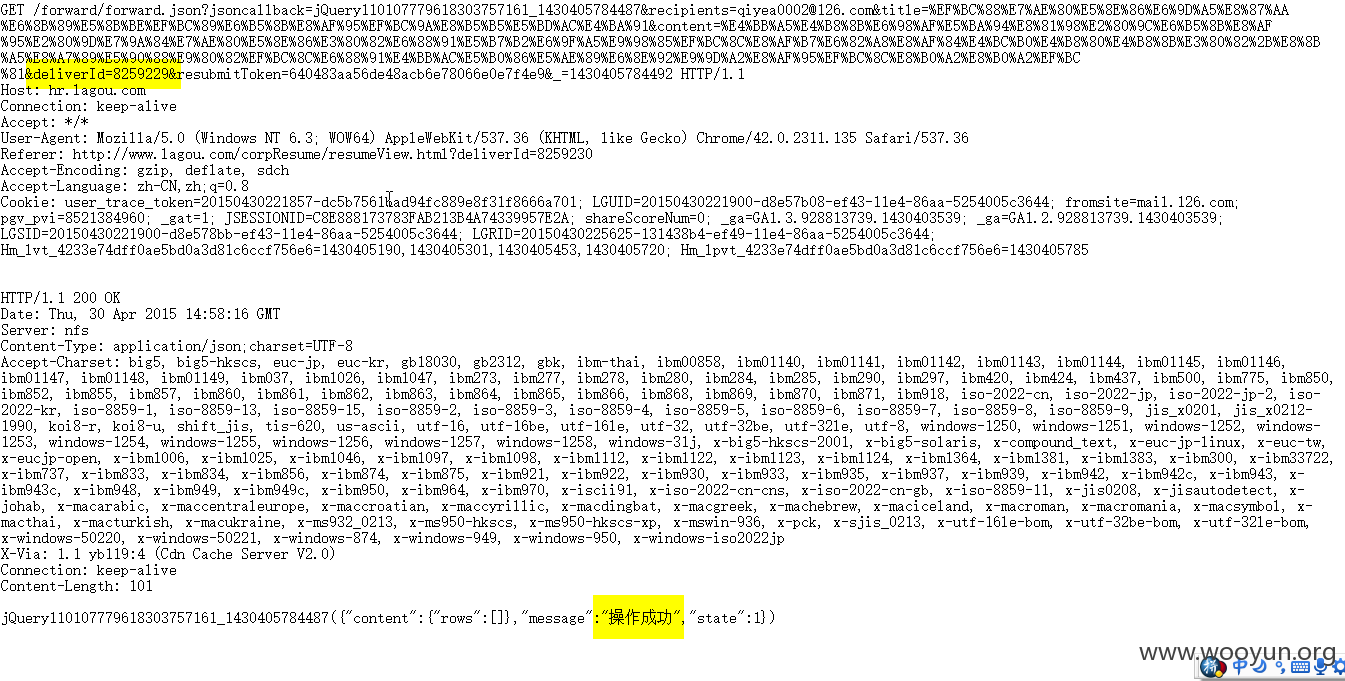 GET /forward/forward.json?jsoncallback=jQuery110107779618303757161_1430405784487&recipients=qiyea0002@126.com&title=%EF%BC%88%E7%AE%80%E5%8E%86%E6%9D%A5%E8%87%AA
%E6%8B%89%E5%8B%BE%EF%BC%89%E6%B5%8B%E8%AF%95%EF%BC%9A%E8%B5%B5%E5%BD%AC%E4%BA%91&content=%E4%BB%A5%E4%B8%8B%E6%98%AF%E5%BA%94%E8%81%98%E2%80%9C%E6%B5%8B%E8%AF
%95%E2%80%9D%E7%9A%84%E7%AE%80%E5%8E%86%E3%80%82%E6%88%91%E5%B7%B2%E6%9F%A5%E9%98%85%EF%BC%8C%E8%AF%B7%E6%82%A8%E8%AF%84%E4%BC%B0%E4%B8%80%E4%B8%8B%E3%80%82%2B%E8%8B
%A5%E8%A7%89%E5%90%88%E9%80%82%EF%BC%8C%E6%88%91%E4%BB%AC%E5%B0%86%E5%AE%89%E6%8E%92%E9%9D%A2%E8%AF%95%EF%BC%8C%E8%B0%A2%E8%B0%A2%EF%BC
%81&deliverId=8259229&resubmitToken=640483aa56de48acb6e78066e0e7f4e9&_=1430405784492 HTTP/1.1
Host: hr.lagou.com
Connection: keep-alive
Accept: */*
User-Agent: Mozilla/5.0 (Windows NT 6.3; WOW64) AppleWebKit/537.36 (KHTML, like Gecko) Chrome/42.0.2311.135 Safari/537.36
Referer: http://www.lagou.com/corpResume/resumeView.html?deliverId=8259230
Accept-Encoding: gzip, deflate, sdch
Accept-Language: zh-CN,zh;q=0.8
Cookie: user_trace_token=20150430221857-dc5b7561bad94fc889e8f31f8666a701; LGUID=20150430221900-d8e57b08-ef43-11e4-86aa-5254005c3644; fromsite=mail.126.com;
pgv_pvi=8521384960; _gat=1; JSESSIONID=C8E888173783FAB213B4A74339957E2A; shareScoreNum=0; _ga=GA1.3.928813739.1430403539; _ga=GA1.2.928813739.1430403539;
LGSID=20150430221900-d8e578bb-ef43-11e4-86aa-5254005c3644; LGRID=20150430225625-131438b4-ef49-11e4-86aa-5254005c3644;
Hm_lvt_4233e74dff0ae5bd0a3d81c6ccf756e6=1430405190,1430405301,1430405453,1430405720; Hm_lpvt_4233e74dff0ae5bd0a3d81c6ccf756e6=1430405785
HTTP/1.1 200 OK
Date: Thu, 30 Apr 2015 14:58:16 GMT
Server: nfs
Content-Type: application/json;charset=UTF-8
Accept-Charset: big5, big5-hkscs, euc-jp, euc-kr, gb18030, gb2312, gbk, ibm-thai, ibm00858, ibm01140, ibm01141, ibm01142, ibm01143, ibm01144, ibm01145, ibm01146,
ibm01147, ibm01148, ibm01149, ibm037, ibm1026, ibm1047, ibm273, ibm277, ibm278, ibm280, ibm284, ibm285, ibm290, ibm297, ibm420, ibm424, ibm437, ibm500, ibm775, ibm850,
ibm852, ibm855, ibm857, ibm860, ibm861, ibm862, ibm863, ibm864, ibm865, ibm866, ibm868, ibm869, ibm870, ibm871, ibm918, iso-2022-cn, iso-2022-jp, iso-2022-jp-2, iso-
2022-kr, iso-8859-1, iso-8859-13, iso-8859-15, iso-8859-2, iso-8859-3, iso-8859-4, iso-8859-5, iso-8859-6, iso-8859-7, iso-8859-8, iso-8859-9, jis_x0201, jis_x0212-
1990, koi8-r, koi8-u, shift_jis, tis-620, us-ascii, utf-16, utf-16be, utf-16le, utf-32, utf-32be, utf-32le, utf-8, windows-1250, windows-1251, windows-1252, windows-
1253, windows-1254, windows-1255, windows-1256, windows-1257, windows-1258, windows-31j, x-big5-hkscs-2001, x-big5-solaris, x-compound_text, x-euc-jp-linux, x-euc-tw,
x-eucjp-open, x-ibm1006, x-ibm1025, x-ibm1046, x-ibm1097, x-ibm1098, x-ibm1112, x-ibm1122, x-ibm1123, x-ibm1124, x-ibm1364, x-ibm1381, x-ibm1383, x-ibm300, x-ibm33722,
x-ibm737, x-ibm833, x-ibm834, x-ibm856, x-ibm874, x-ibm875, x-ibm921, x-ibm922, x-ibm930, x-ibm933, x-ibm935, x-ibm937, x-ibm939, x-ibm942, x-ibm942c, x-ibm943, x-
ibm943c, x-ibm948, x-ibm949, x-ibm949c, x-ibm950, x-ibm964, x-ibm970, x-iscii91, x-iso-2022-cn-cns, x-iso-2022-cn-gb, x-iso-8859-11, x-jis0208, x-jisautodetect, x-
johab, x-macarabic, x-maccentraleurope, x-maccroatian, x-maccyrillic, x-macdingbat, x-macgreek, x-machebrew, x-maciceland, x-macroman, x-macromania, x-macsymbol, x-
macthai, x-macturkish, x-macukraine, x-ms932_0213, x-ms950-hkscs, x-ms950-hkscs-xp, x-mswin-936, x-pck, x-sjis_0213, x-utf-16le-bom, x-utf-32be-bom, x-utf-32le-bom,
x-windows-50220, x-windows-50221, x-windows-874, x-windows-949, x-windows-950, x-windows-iso2022jp
X-Via: 1.1 yb119:4 (Cdn Cache Server V2.0)
Connection: keep-alive
Content-Length: 101
jQuery110107779618303757161_1430405784487({"content":{"rows":[]},"message":"操作成功","state":1})
www.wooyun.org
中